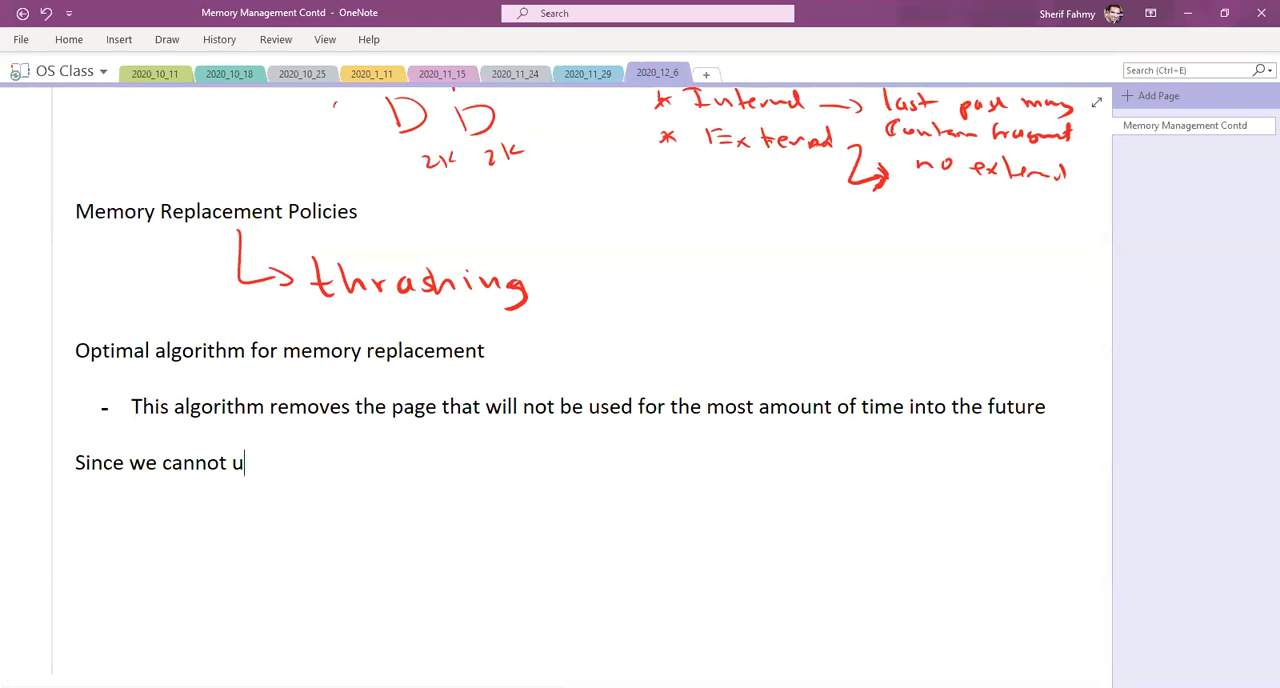 Memory Management Contd - OneNote
Search
Sherif Fahmy
File Home Insert Draw History Review View Help
OS Class 2020_10_11 2020_10_18 2020_10_25 2020_1_11 2020_11_15 2020_11_24 2020_11_29 2020_12_6 +
Search (Ctrl+E)
Add Page
Memory Management Contd
D D
2K 2K
* Internal → last page may
contain fragment
* External
no external
Memory Replacement Policies
thrashing
Optimal algorithm for memory replacement
- This algorithm removes the page that will not be used for the most amount of time into the future
Since we cannot u